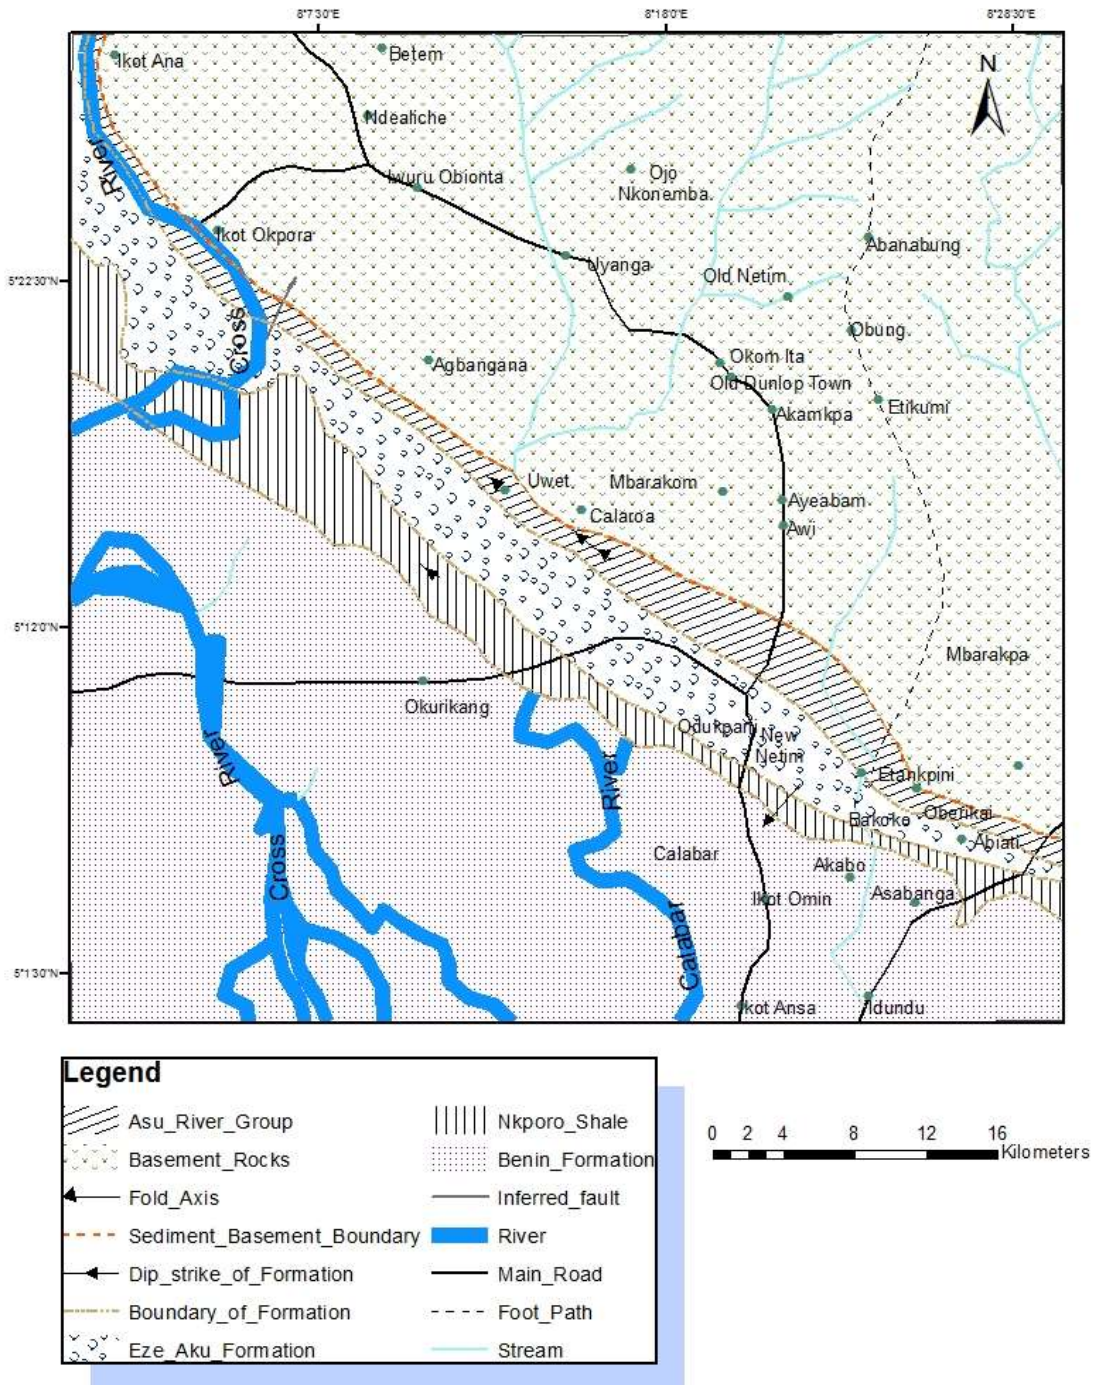 8°7'30"E
8°18'0"E
8°28'30"E
N
Ikot Ana
Betem
Ndealiche
River
Iwuru Obionta
Ojo
Nkonemba.
Ikot Okpora
Abanabung
5°22'30"N
Uyanga
Old Netim
Cross
Obung
Okom Ita
Agbangana
Old Dunlop Town
Akamkpa
Etikumi
Uwet
Mbarakom
Ayeabam
Calaroa
Awi
5°12'0"N
Mbarakpa
Okurikang
Odukpani
New
Netim
River
River
Etankpini
Oberikai
Bakoko
Abiati
Calabar
Akabo
Cross
Ikot Omin
Asabanga
Calabar
5°1'30"N
Ikot Ansa
Idundu
Legend
Asu_River_Group
Nkporo_Shale
Basement_Rocks
Benin_Formation
Fold_Axis
Inferred_fault
Sediment_Basement_Boundary
River
Dip_strike_of_Formation
Main_Road
Boundary_of_Formation
Foot_Path
Eze_Aku_Formation
Stream
0 2 4 8 12 16
Kilometers